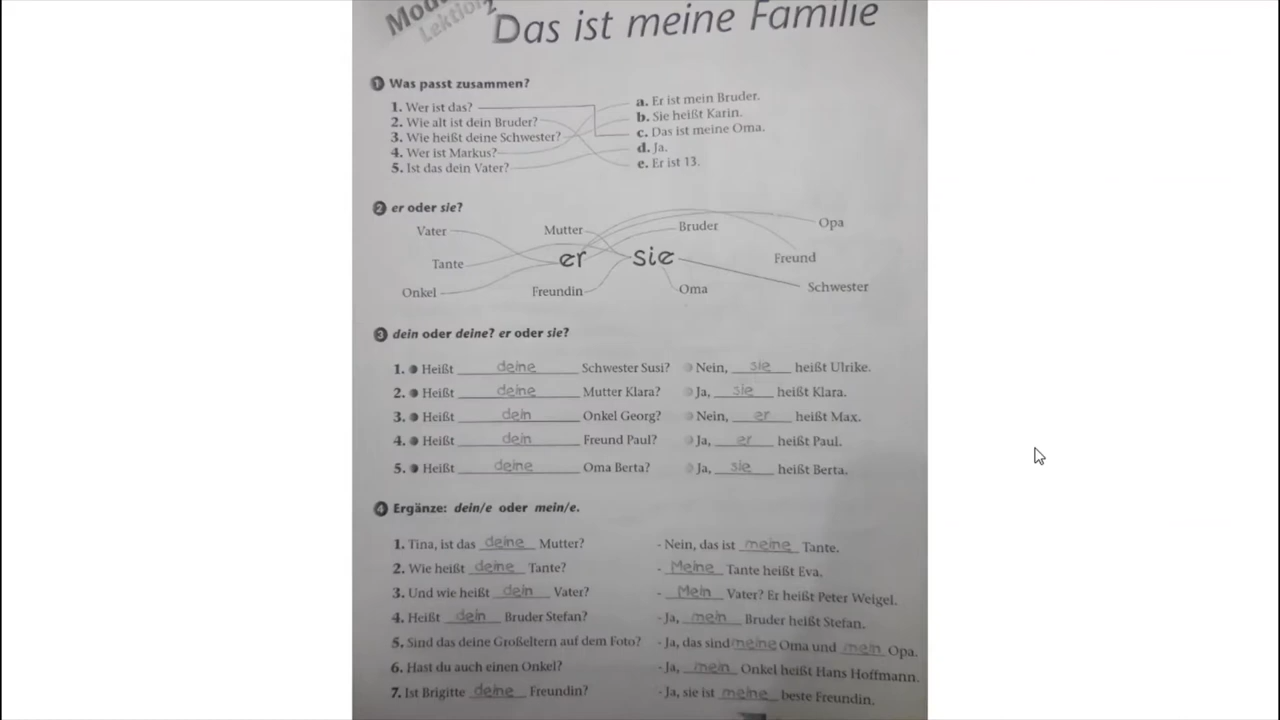 Lektion 2
Das ist meine Familie
1 Was passt zusammen?
1. Wer ist das?
2. Wie alt ist dein Bruder?
3. Wie heißt deine Schwester?
4. Wer ist Markus?
5. Ist das dein Vater?
a. Er ist mein Bruder.
b. Sie heißt Karin.
c. Das ist meine Oma.
d. Ja.
e. Er ist 13.
2 er oder sie?
Vater Mutter Bruder Opa
Tante er sie Freund
Onkel Freundin Oma Schwester
3 dein oder deine? er oder sie?
1. Heißt deine Schwester Susi? Nein, sie heißt Ulrike.
2. Heißt deine Mutter Klara? Ja, sie heißt Klara.
3. Heißt dein Onkel Georg? Nein, er heißt Max.
4. Heißt dein Freund Paul? Ja, er heißt Paul.
5. Heißt deine Oma Berta? Ja, sie heißt Berta.
4 Ergänze: dein/e oder mein/e.
1. Tina, ist das deine Mutter? - Nein, das ist meine Tante.
2. Wie heißt deine Tante? - Meine Tante heißt Eva.
3. Und wie heißt dein Vater? - Mein Vater? Er heißt Peter Weigel.
4. Heißt dein Bruder Stefan? - Ja, mein Bruder heißt Stefan.
5. Sind das deine Großeltern auf dem Foto? - Ja, das sind meine Oma und mein Opa.
6. Hast du auch einen Onkel? - Ja, mein Onkel heißt Hans Hoffmann.
7. Ist Brigitte deine Freundin? - Ja, sie ist meine beste Freundin.